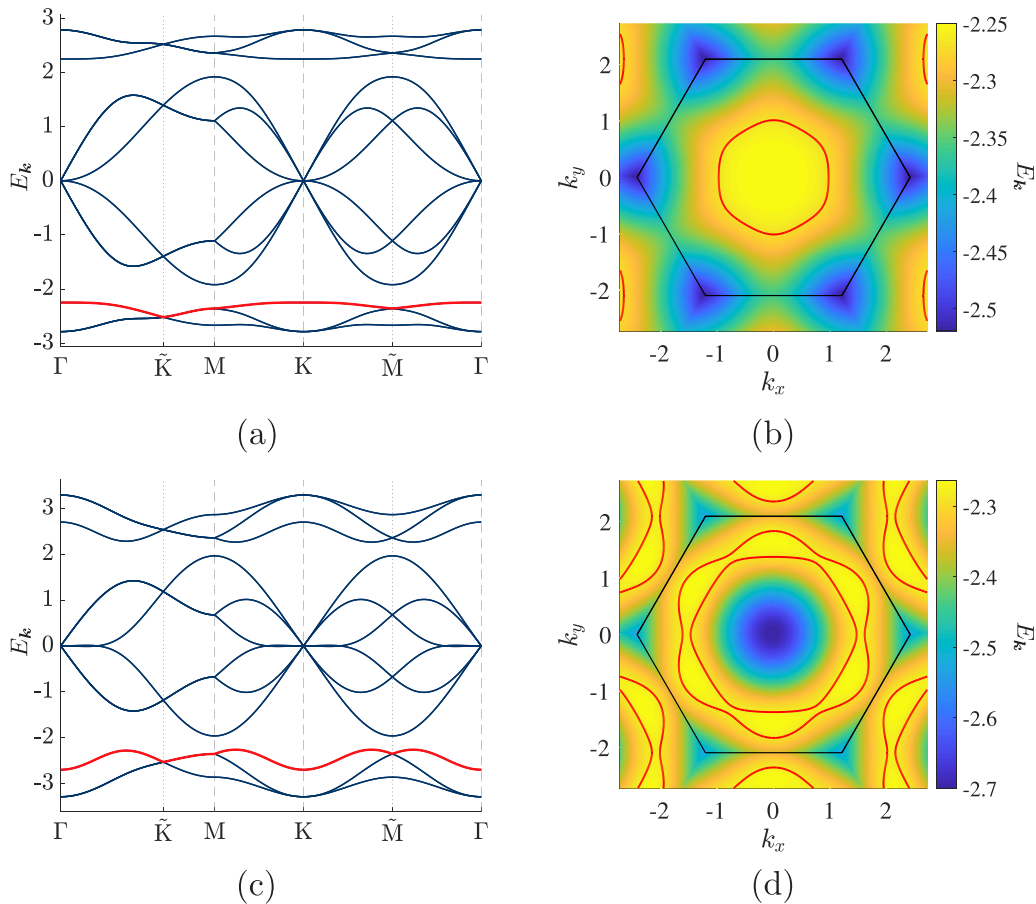 3
2
1
0
-1
-2
-3
E_k
Γ K̃ M K M̃ Γ
(a)
2
1
0
-1
-2
k_y
-2 -1 0 1 2
k_x
-2.25
-2.3
-2.35
-2.4
-2.45
-2.5
E_k
(b)
3
2
1
0
-1
-2
-3
E_k
Γ K̃ M K M̃ Γ
(c)
2
1
0
-1
-2
k_y
-2 -1 0 1 2
k_x
-2.3
-2.4
-2.5
-2.6
-2.7
E_k
(d)